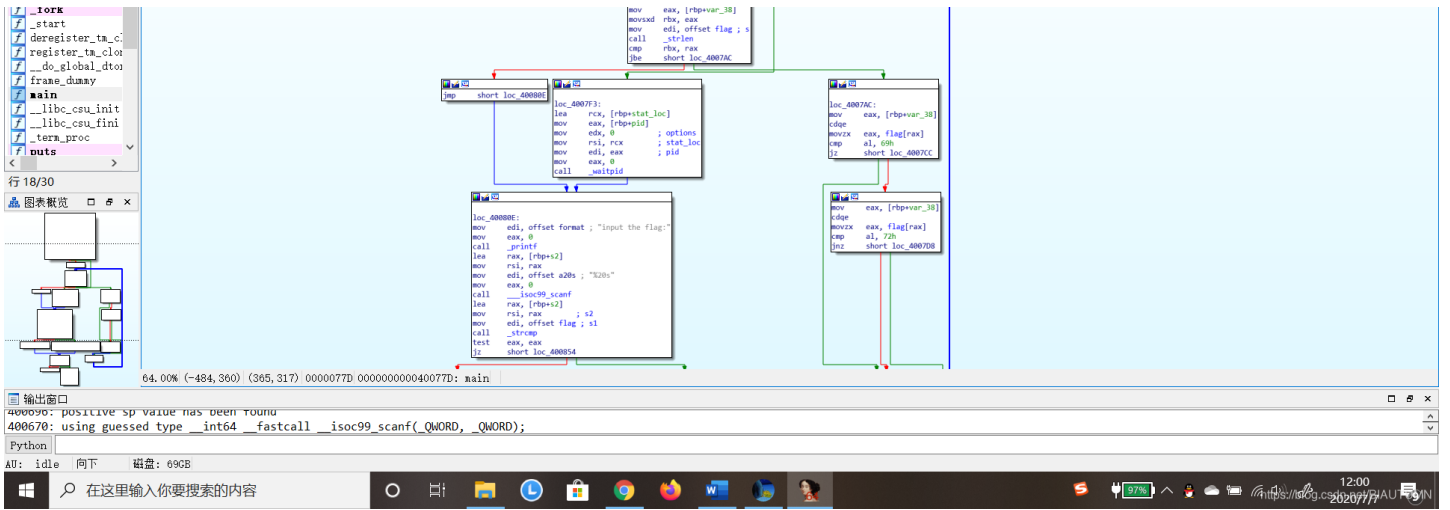 f _fork
f _start
f deregister_tm_c
f register_tm_clo
f __do_global_dto
f frame_dummy
f main
f __libc_csu_init
f __libc_csu_fini
f _term_proc
f puts
行 18/30
图表概览
mov eax, [rbp+var_38]
movsxd rbx, eax
mov edi, offset flag ; s
call _strlen
cmp rbx, rax
jbe short loc_4007AC
jmp short loc_40080E
loc_4007F3:
lea rcx, [rbp+stat_loc]
mov eax, [rbp+pid]
mov edx, 0 ; options
mov rsi, rcx ; stat_loc
mov edi, eax ; pid
mov eax, 0
call _waitpid
loc_4007AC:
mov eax, [rbp+var_38]
cdqe
movzx eax, flag[rax]
cmp al, 69h
jz short loc_4007CC
mov eax, [rbp+var_38]
cdqe
movzx eax, flag[rax]
cmp al, 72h
jnz short loc_4007D8
loc_40080E:
mov edi, offset format ; "input the flag:"
mov eax, 0
call _printf
lea rax, [rbp+s2]
mov rsi, rax
mov edi, offset a20s ; "%20s"
mov eax, 0
call ___isoc99_scanf
lea rax, [rbp+s2]
mov rsi, rax ; s2
mov edi, offset flag ; s1
call _strcmp
test eax, eax
jz short loc_400854
64.00% (-484,360) (365,317) 0000077D 000000000040077D: main
输出窗口
400696: positive sp value has been found
400670: using guessed type __int64 __fastcall __isoc99_scanf(_QWORD, _QWORD);
Python
AU: idle 向下 磁盘: 69GB
在这里输入你要搜索的内容
97%
12:00
2020/7/7
9